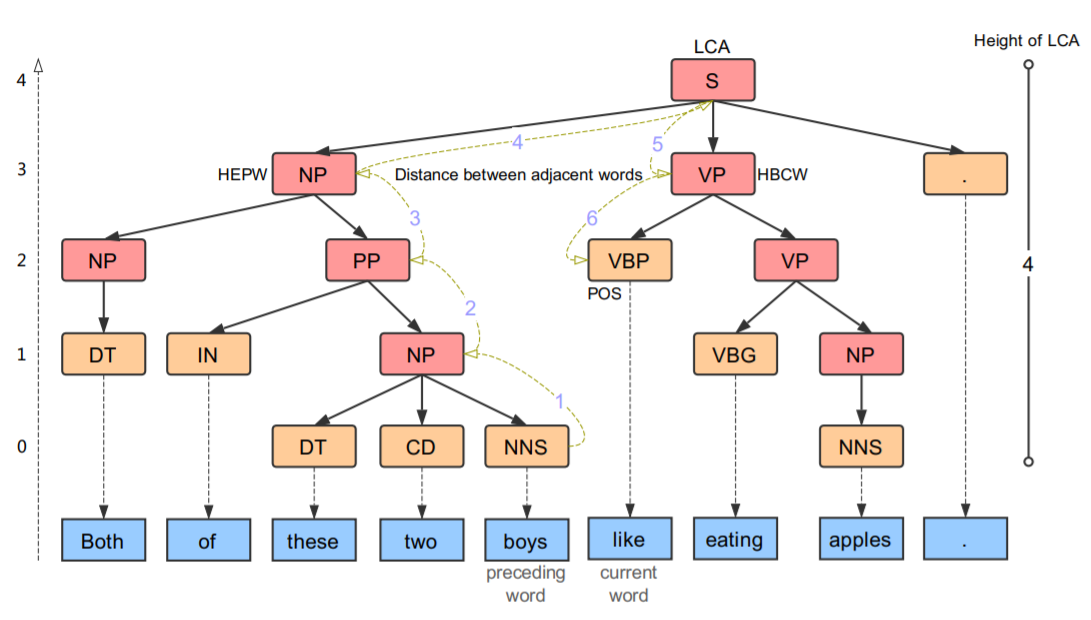 LCA
Height of LCA
4
S
4
5
3
HEPW
NP
Distance between adjacent words
VP
HBCW
.
3
6
2
NP
PP
VBP
VP
4
POS
2
1
DT
IN
NP
VBG
NP
1
0
DT
CD
NNS
NNS
Both
of
these
two
boys
like
eating
apples
.
preceding
word
current
word